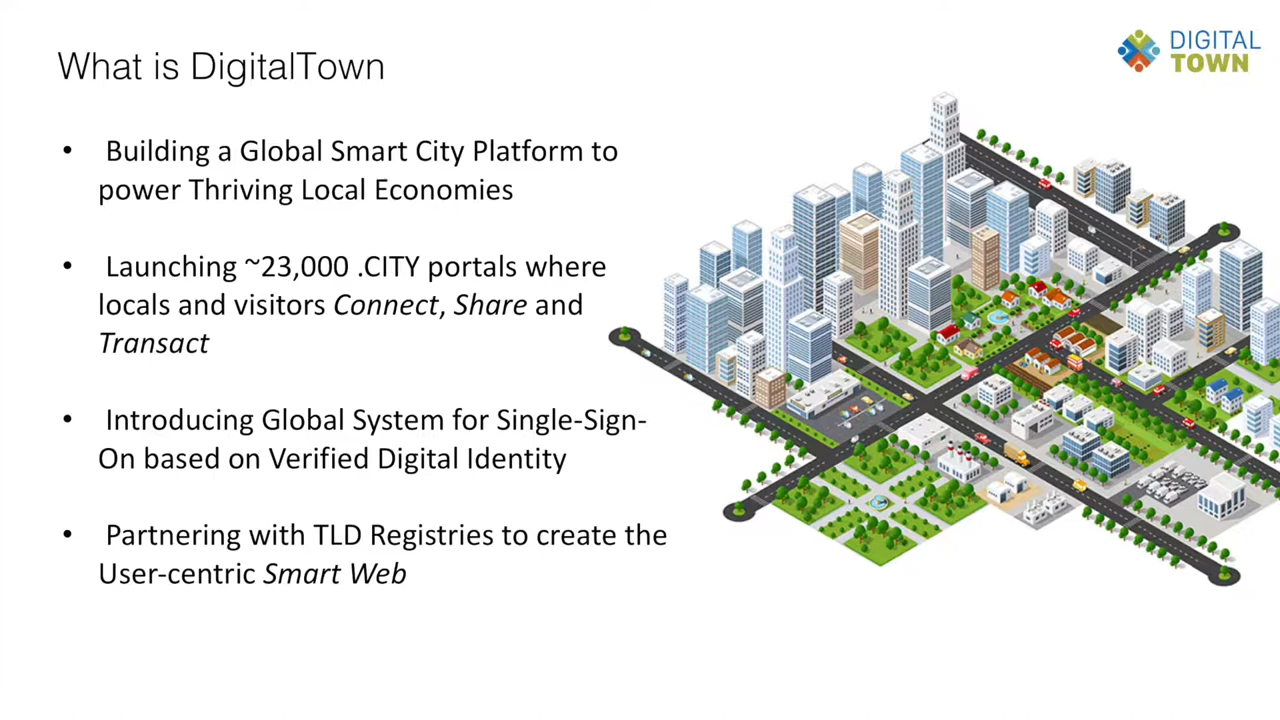 What is DigitalTown
DIGITAL
TOWN
• Building a Global Smart City Platform to
power Thriving Local Economies
• Launching ~23,000 .CITY portals where
locals and visitors Connect, Share and
Transact
• Introducing Global System for Single-Sign-
On based on Verified Digital Identity
• Partnering with TLD Registries to create the
User-centric Smart Web